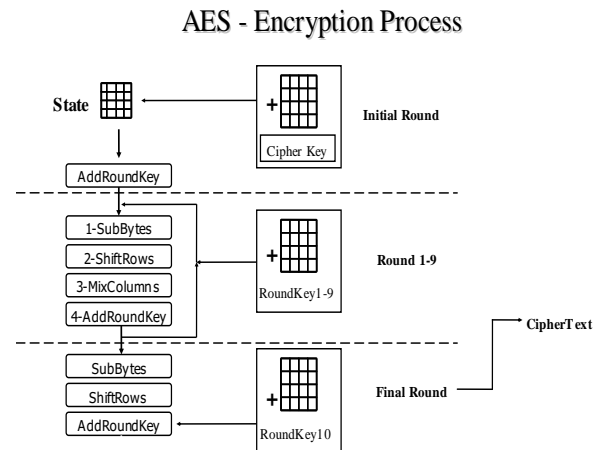 AES - Encryption Process
State
+
Cipher Key
Initial Round
AddRoundKey
1-SubBytes
2-ShiftRows
3-MixColumns
4-AddRoundKey
+
RoundKey1-9
Round 1-9
CipherText
SubBytes
ShiftRows
AddRoundKey
+
RoundKey10
Final Round